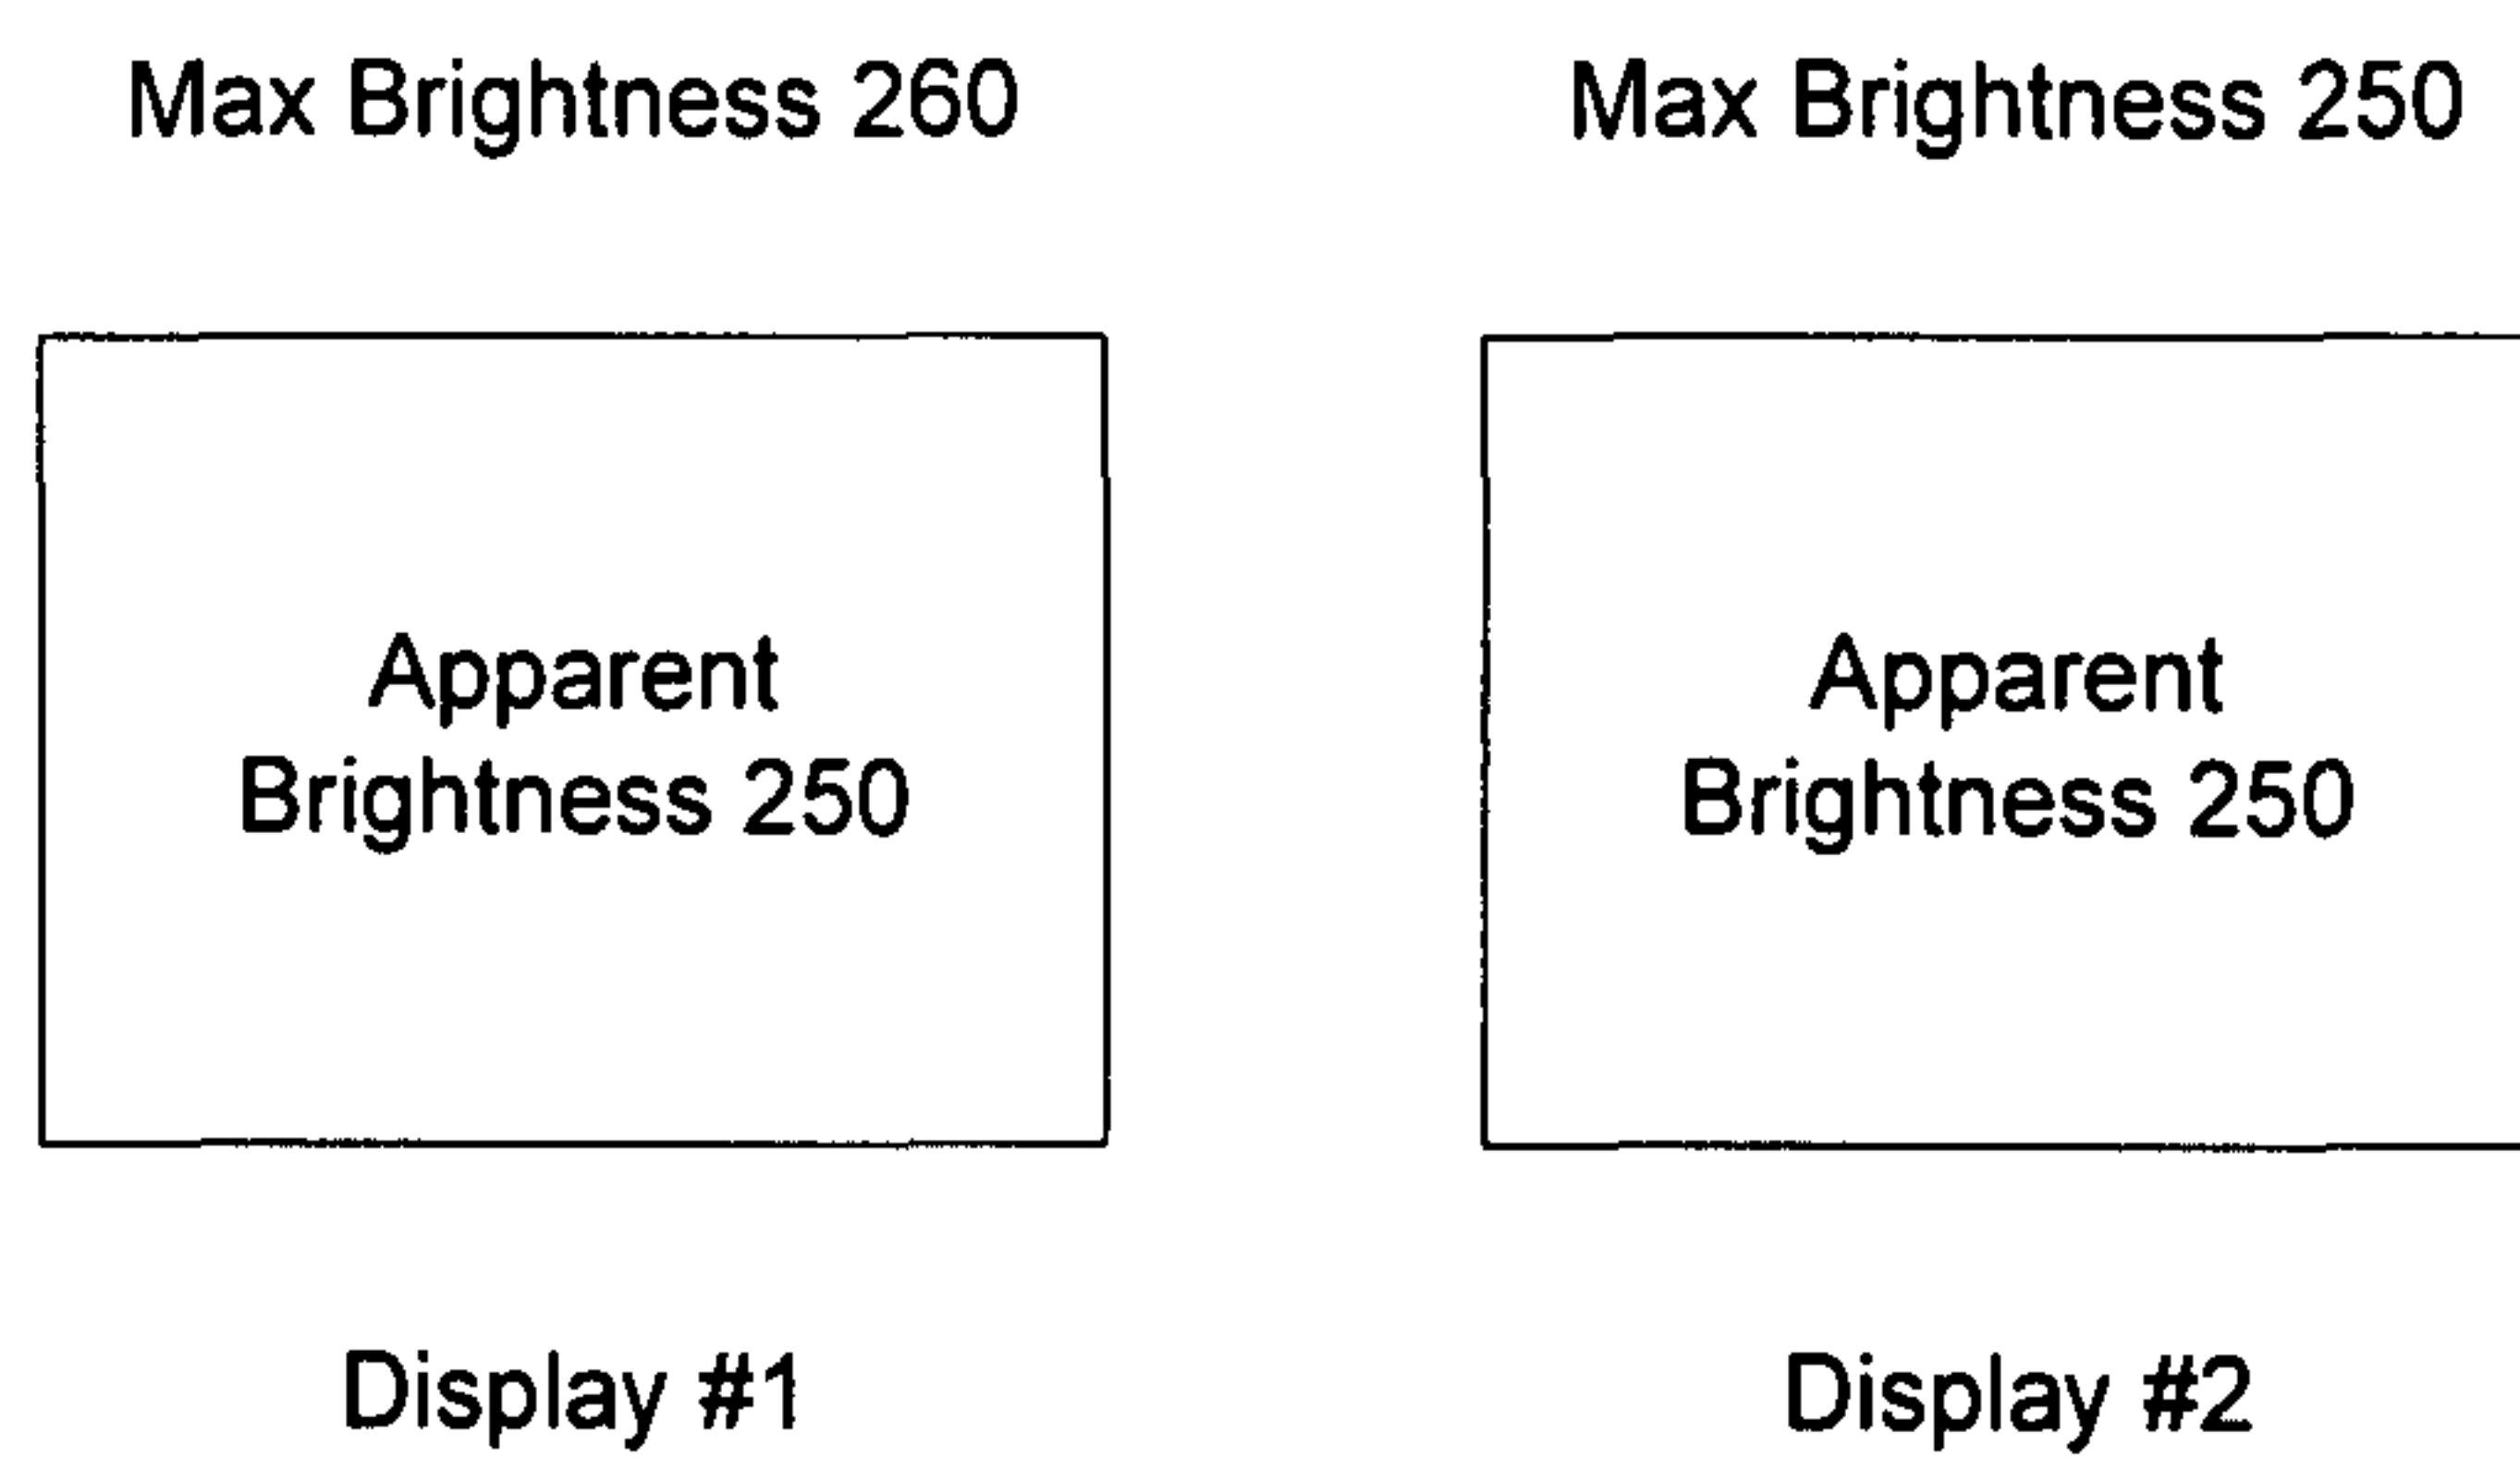 Max Brightness 260
Max Brightness 250
Apparent
Brightness 250
Apparent
Brightness 250
Display #1
Display #2